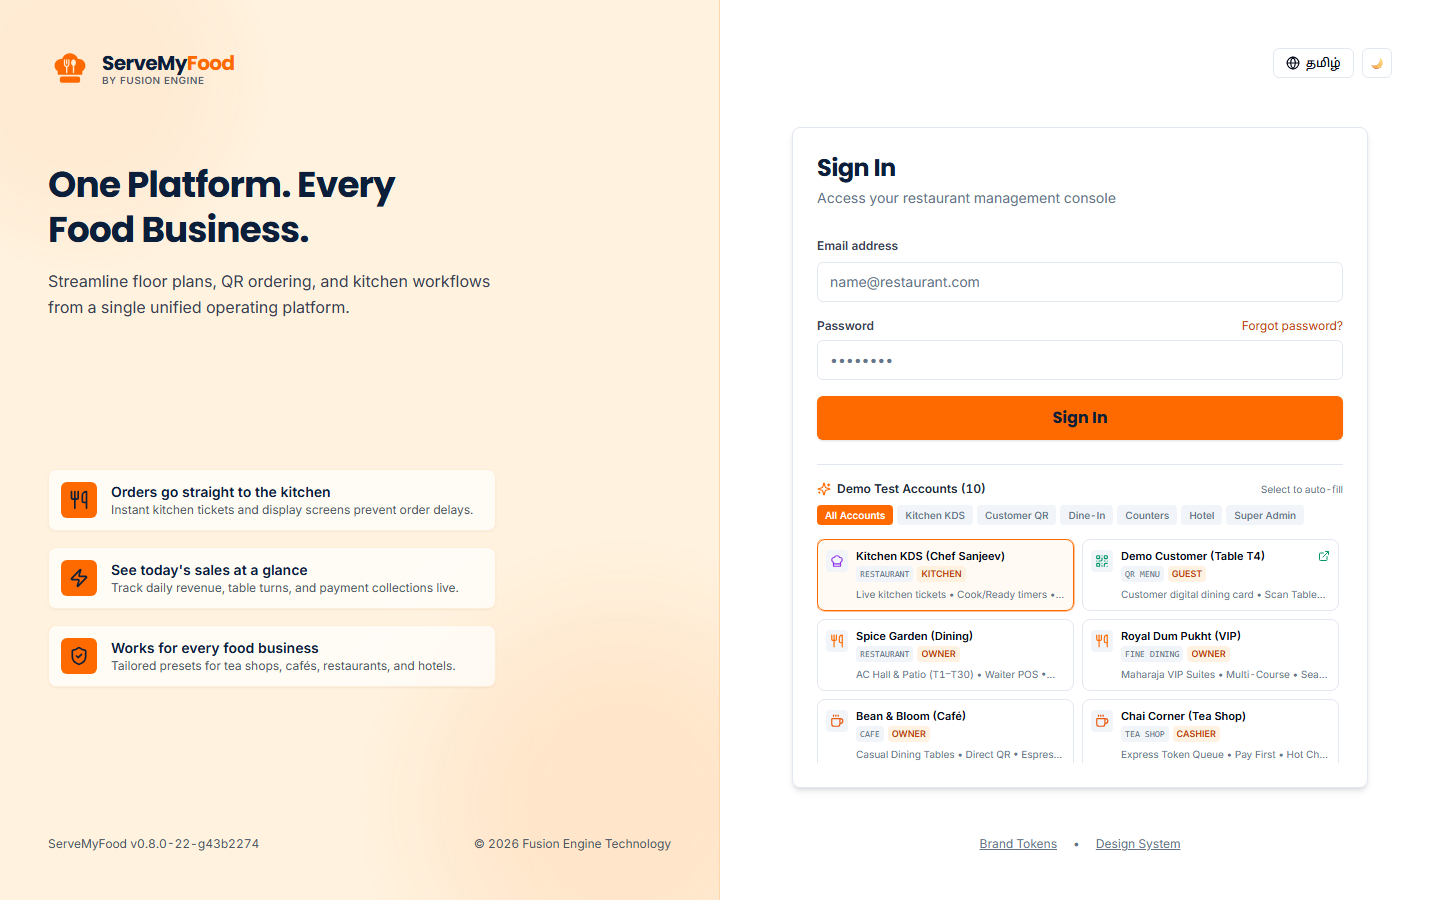 ServeMyFood
BY FUSION ENGINE
One Platform. Every
Food Business.
Streamline floor plans, QR ordering, and kitchen workflows
from a single unified operating platform.
Orders go straight to the kitchen
Instant kitchen tickets and display screens prevent order delays.
See today's sales at a glance
Track daily revenue, table turns, and payment collections live.
Works for every food business
Tailored presets for tea shops, cafés, restaurants, and hotels.
ServeMyFood v0.8.0-22-g43b2274
© 2026 Fusion Engine Technology
தமிழ்
Sign In
Access your restaurant management console
Email address
name@restaurant.com
Password
Forgot password?
••••••••
Sign In
Demo Test Accounts (10)
Select to auto-fill
All Accounts
Kitchen KDS
Customer QR
Dine-In
Counters
Hotel
Super Admin
Kitchen KDS (Chef Sanjeev)
RESTAURANT KITCHEN
Live kitchen tickets • Cook/Ready timers •...
Demo Customer (Table T4)
QR MENU GUEST
Customer digital dining card • Scan Table...
Spice Garden (Dining)
RESTAURANT OWNER
AC Hall & Patio (T1–T30) • Waiter POS •...
Royal Dum Pukht (VIP)
FINE DINING OWNER
Maharaja VIP Suites • Multi-Course • Sea...
Bean & Bloom (Café)
CAFE OWNER
Casual Dining Tables • Direct QR • Espres...
Chai Corner (Tea Shop)
TEA SHOP CASHIER
Express Token Queue • Pay First • Hot Ch...
Brand Tokens • Design System